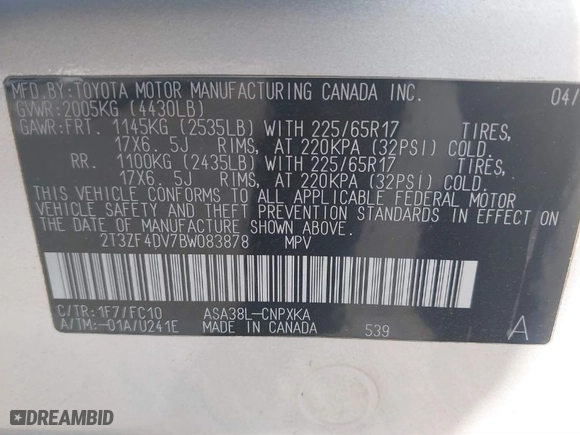 MFD.BY:TOYOTA MOTOR MANUFACTURING CANADA INC. 04/
GVWR:2005KG (4430LB)
GAWR:FRT. 1145KG (2535LB) WITH 225/65R17 TIRES,
17X6.5J RIMS, AT 220KPA (32PSI) COLD.
RR. 1100KG (2435LB) WITH 225/65R17 TIRES,
17X6.5J RIMS, AT 220KPA (32PSI) COLD.
THIS VEHICLE CONFORMS TO ALL APPLICABLE FEDERAL MOTOR
VEHICLE SAFETY AND THEFT PREVENTION STANDARDS IN EFFECT ON
THE DATE OF MANUFACTURE SHOWN ABOVE.
2T3ZF4DV7BW083878 MPV
C/TR:1F7/FC10 ASA38L-CNPXKA
A/TM:-01A/U241E MADE IN CANADA 539 A
DREAMBID